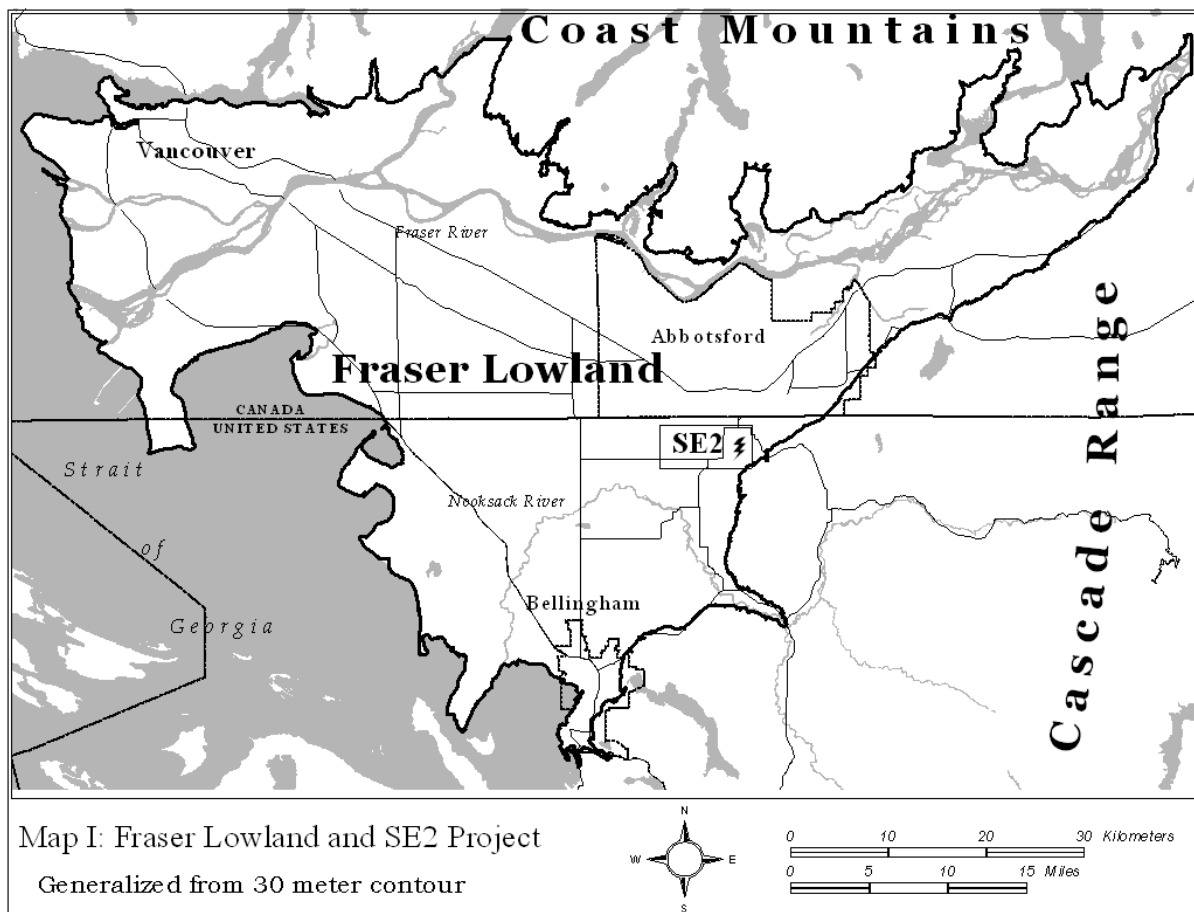 Coast Mountains
Vancouver
Fraser River
Abbotsford
Fraser Lowland
Cascade Range
CANADA
UNITED STATES
SE2
Strait
of
Georgia
Nooksack River
Bellingham
Map I: Fraser Lowland and SE2 Project
Generalized from 30 meter contour
N
W E
S
0 10 20 30 Kilometers
0 5 10 15 Miles